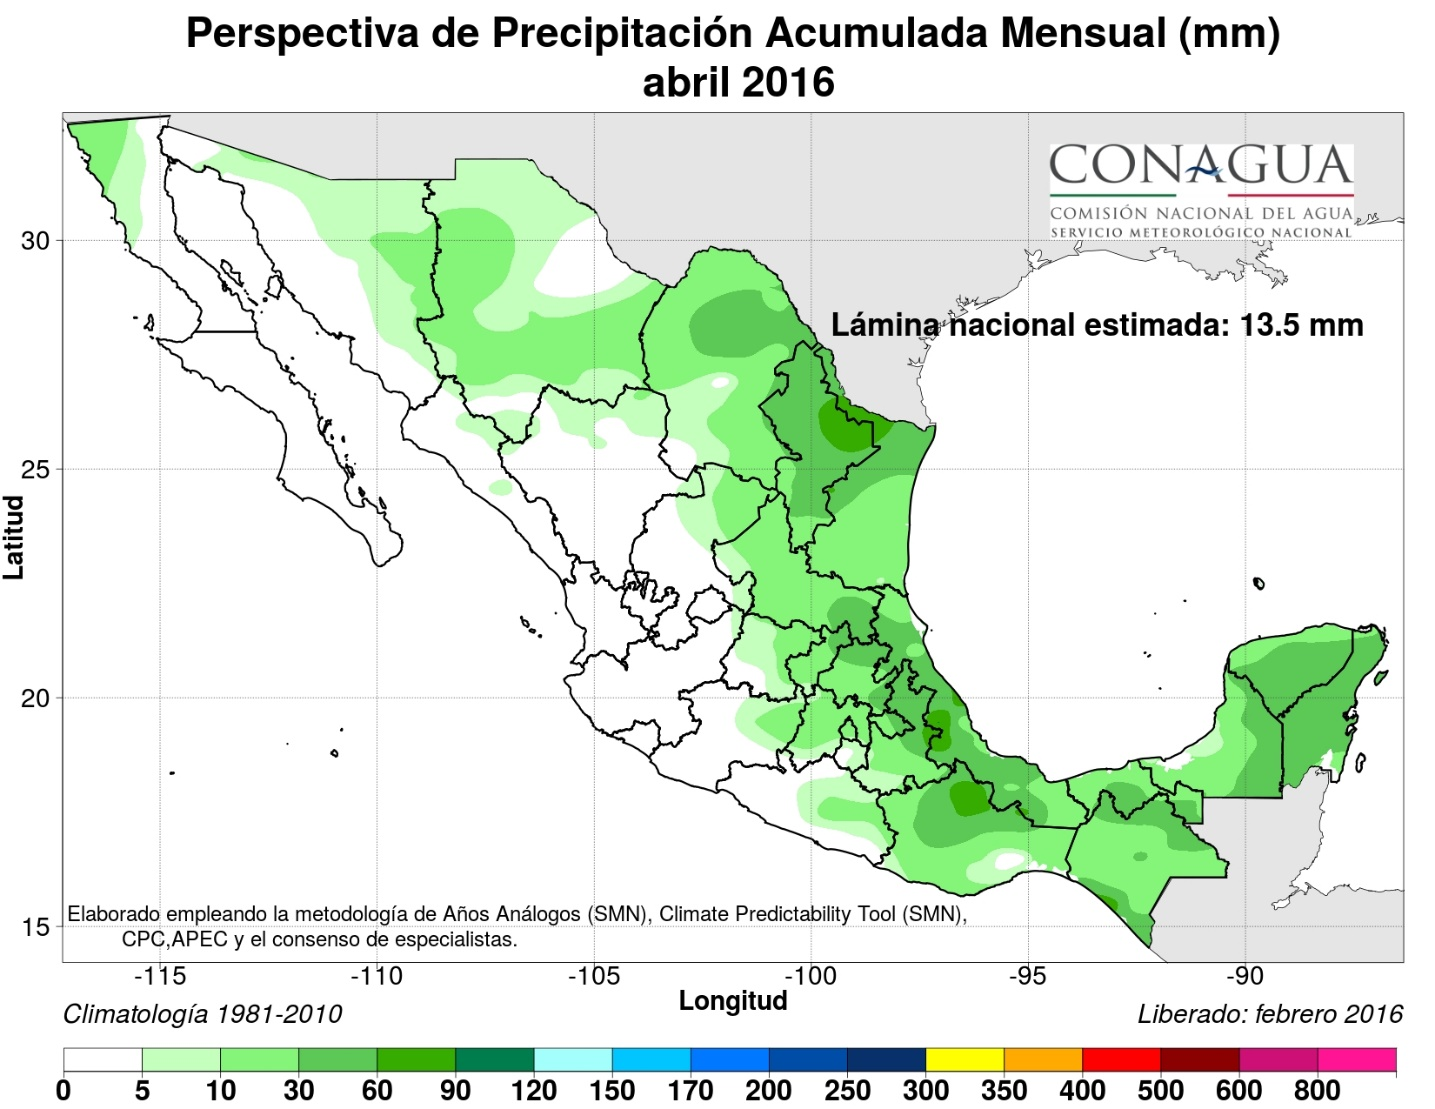 Perspectiva de Precipitación Acumulada Mensual (mm)
abril 2016
CONAGUA
COMISIÓN NACIONAL DEL AGUA
SERVICIO METEOROLÓGICO NACIONAL
Lámina nacional estimada: 13.5 mm
30
25
20
15
Latitud
Elaborado empleando la metodología de Años Análogos (SMN), Climate Predictability Tool (SMN),
CPC,APEC y el consenso de especialistas.
-115 -110 -105 -100 -95 -90
Longitud
Climatología 1981-2010
Liberado: febrero 2016
0 5 10 30 60 90 120 150 170 200 250 300 350 400 500 600 800